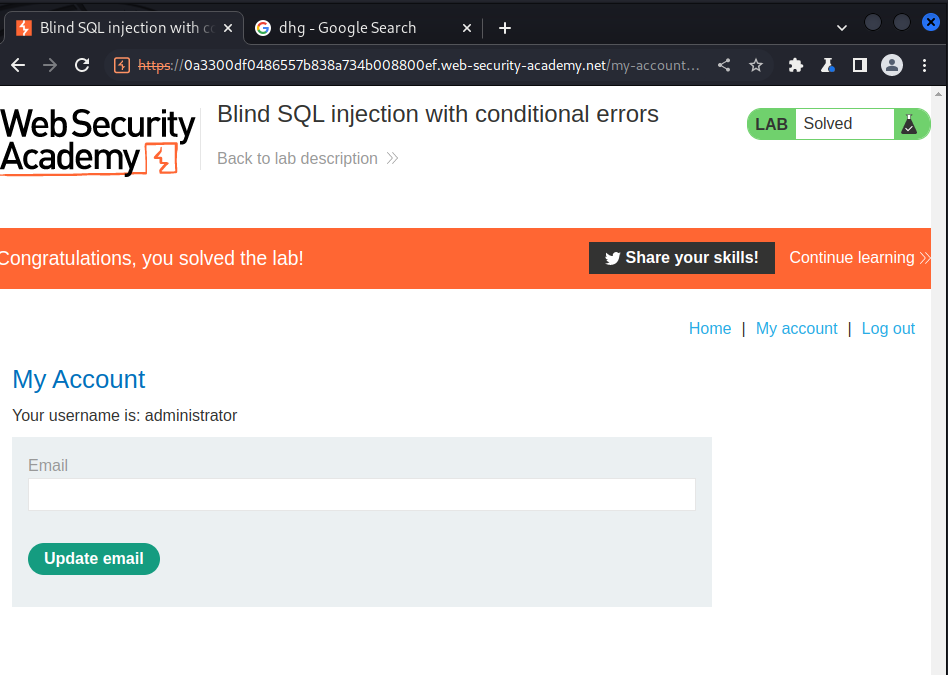 Blind SQL injection with co
dhg - Google Search
https://0a3300df0486557b838a734b008800ef.web-security-academy.net/my-account...
Web Security
Academy
Blind SQL injection with conditional errors
Back to lab description
LAB Solved
Congratulations, you solved the lab!
Share your skills!
Continue learning
Home | My account | Log out
My Account
Your username is: administrator
Email
Update email